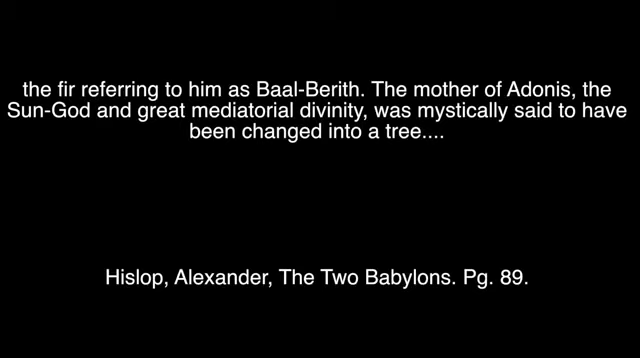 the fir referring to him as Baal-Berith. The mother of Adonis, the
Sun-God and great mediatorial divinity, was mystically said to have
been changed into a tree....
Hislop, Alexander, The Two Babylons. Pg. 89.